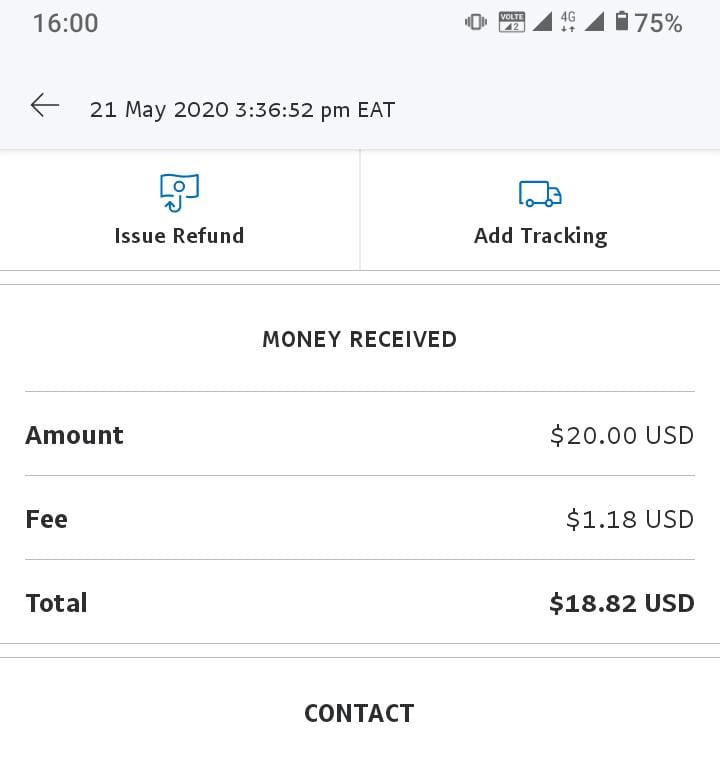 16:00 VOLTE 2 4G 75%
21 May 2020 3:36:52 pm EAT
Issue Refund Add Tracking
MONEY RECEIVED
Amount $20.00 USD
Fee $1.18 USD
Total $18.82 USD
CONTACT